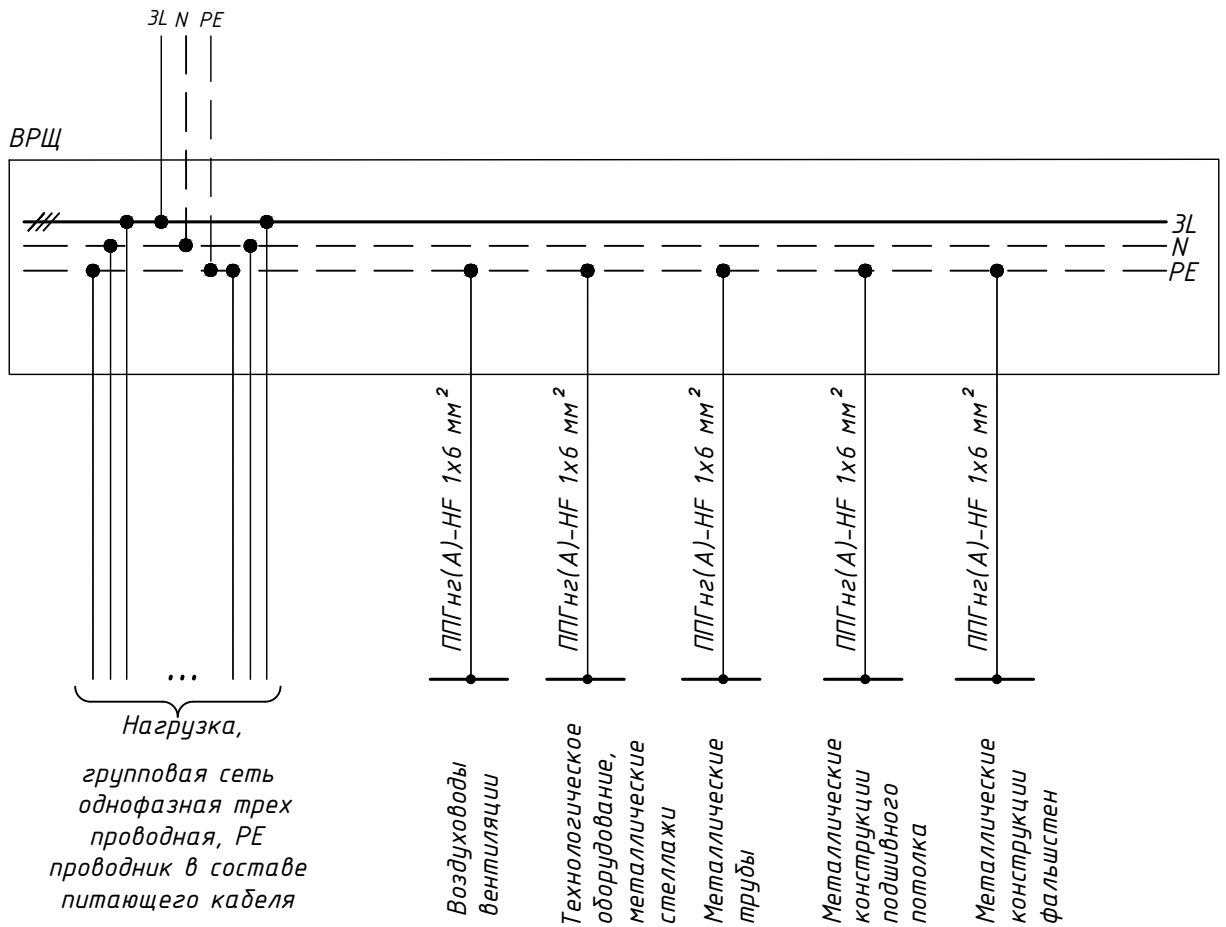 3L N PE
ВРЩ
3L
N
PE
ППГнг(А)-HF 1х6 мм²
ППГнг(А)-HF 1х6 мм²
ППГнг(А)-HF 1х6 мм²
ППГнг(А)-HF 1х6 мм²
ППГнг(А)-HF 1х6 мм²
...
Нагрузка,
групповая сеть
однофазная трех
проводная, PE
проводник в составе
питающего кабеля
Воздуховоды
вентиляции
Технологическое
оборудование,
металлические
стеллажи
Металлические
трубы
Металлические
конструкции
подшивного
потолка
Металлические
конструкции
фальшстен